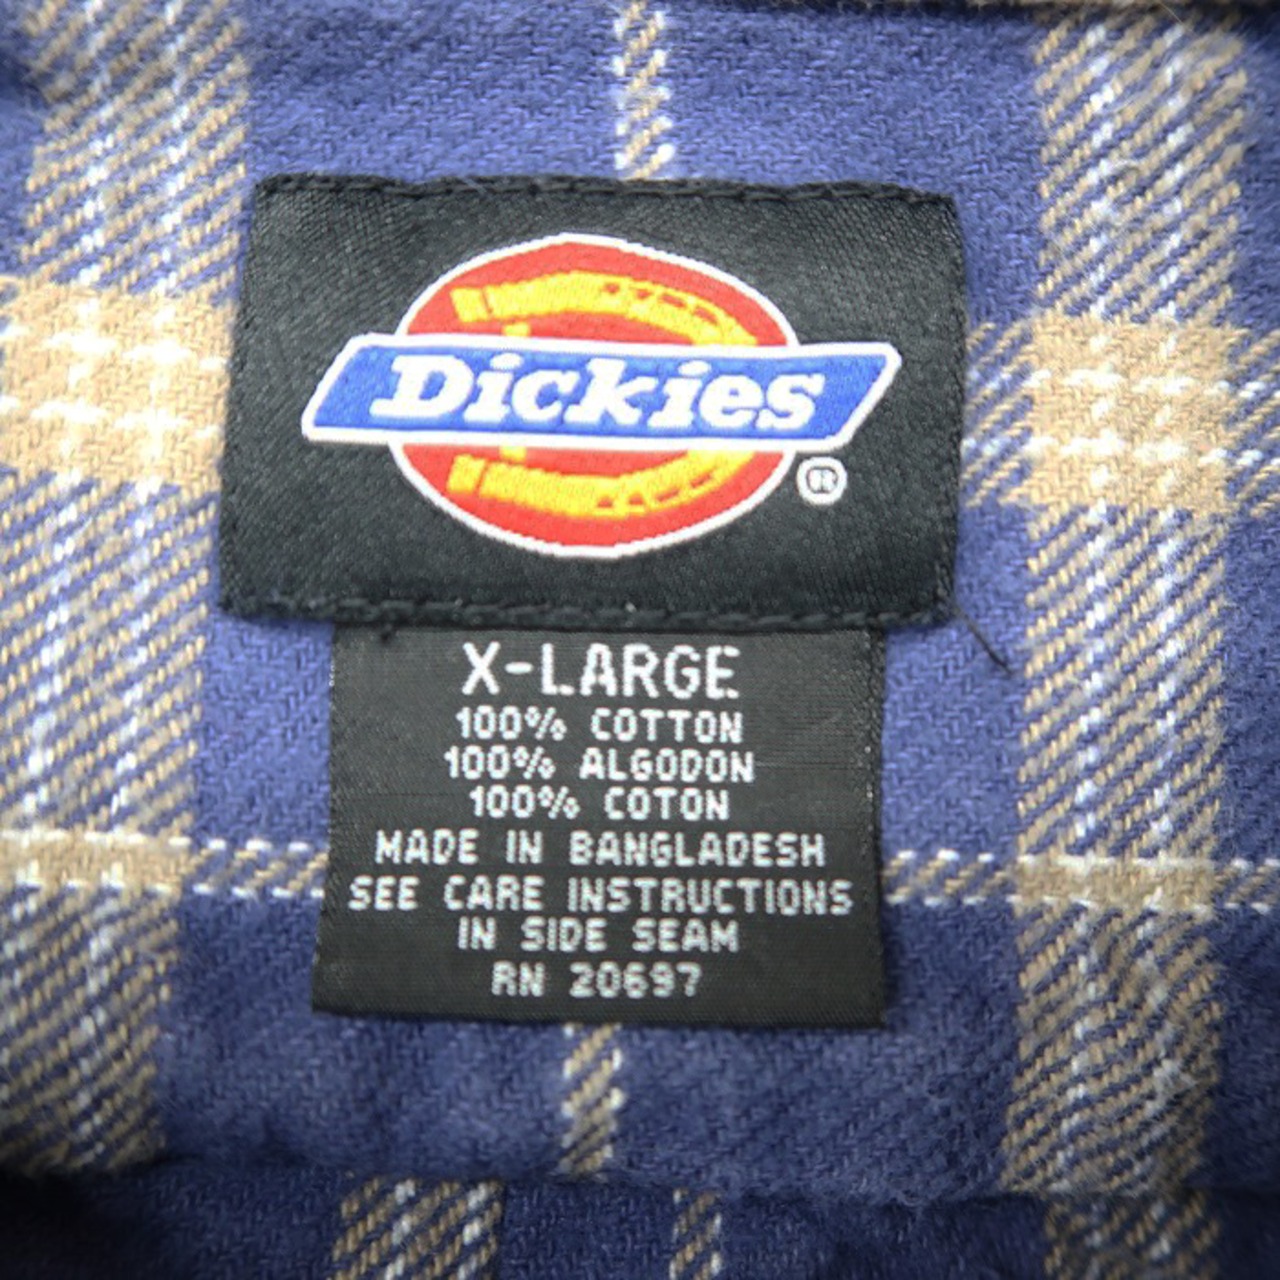 Dickies
®
X-LARGE
100% COTTON
100% ALGODON
100% COTON
MADE IN BANGLADESH
SEE CARE INSTRUCTIONS
IN SIDE SEAM
RN 20697